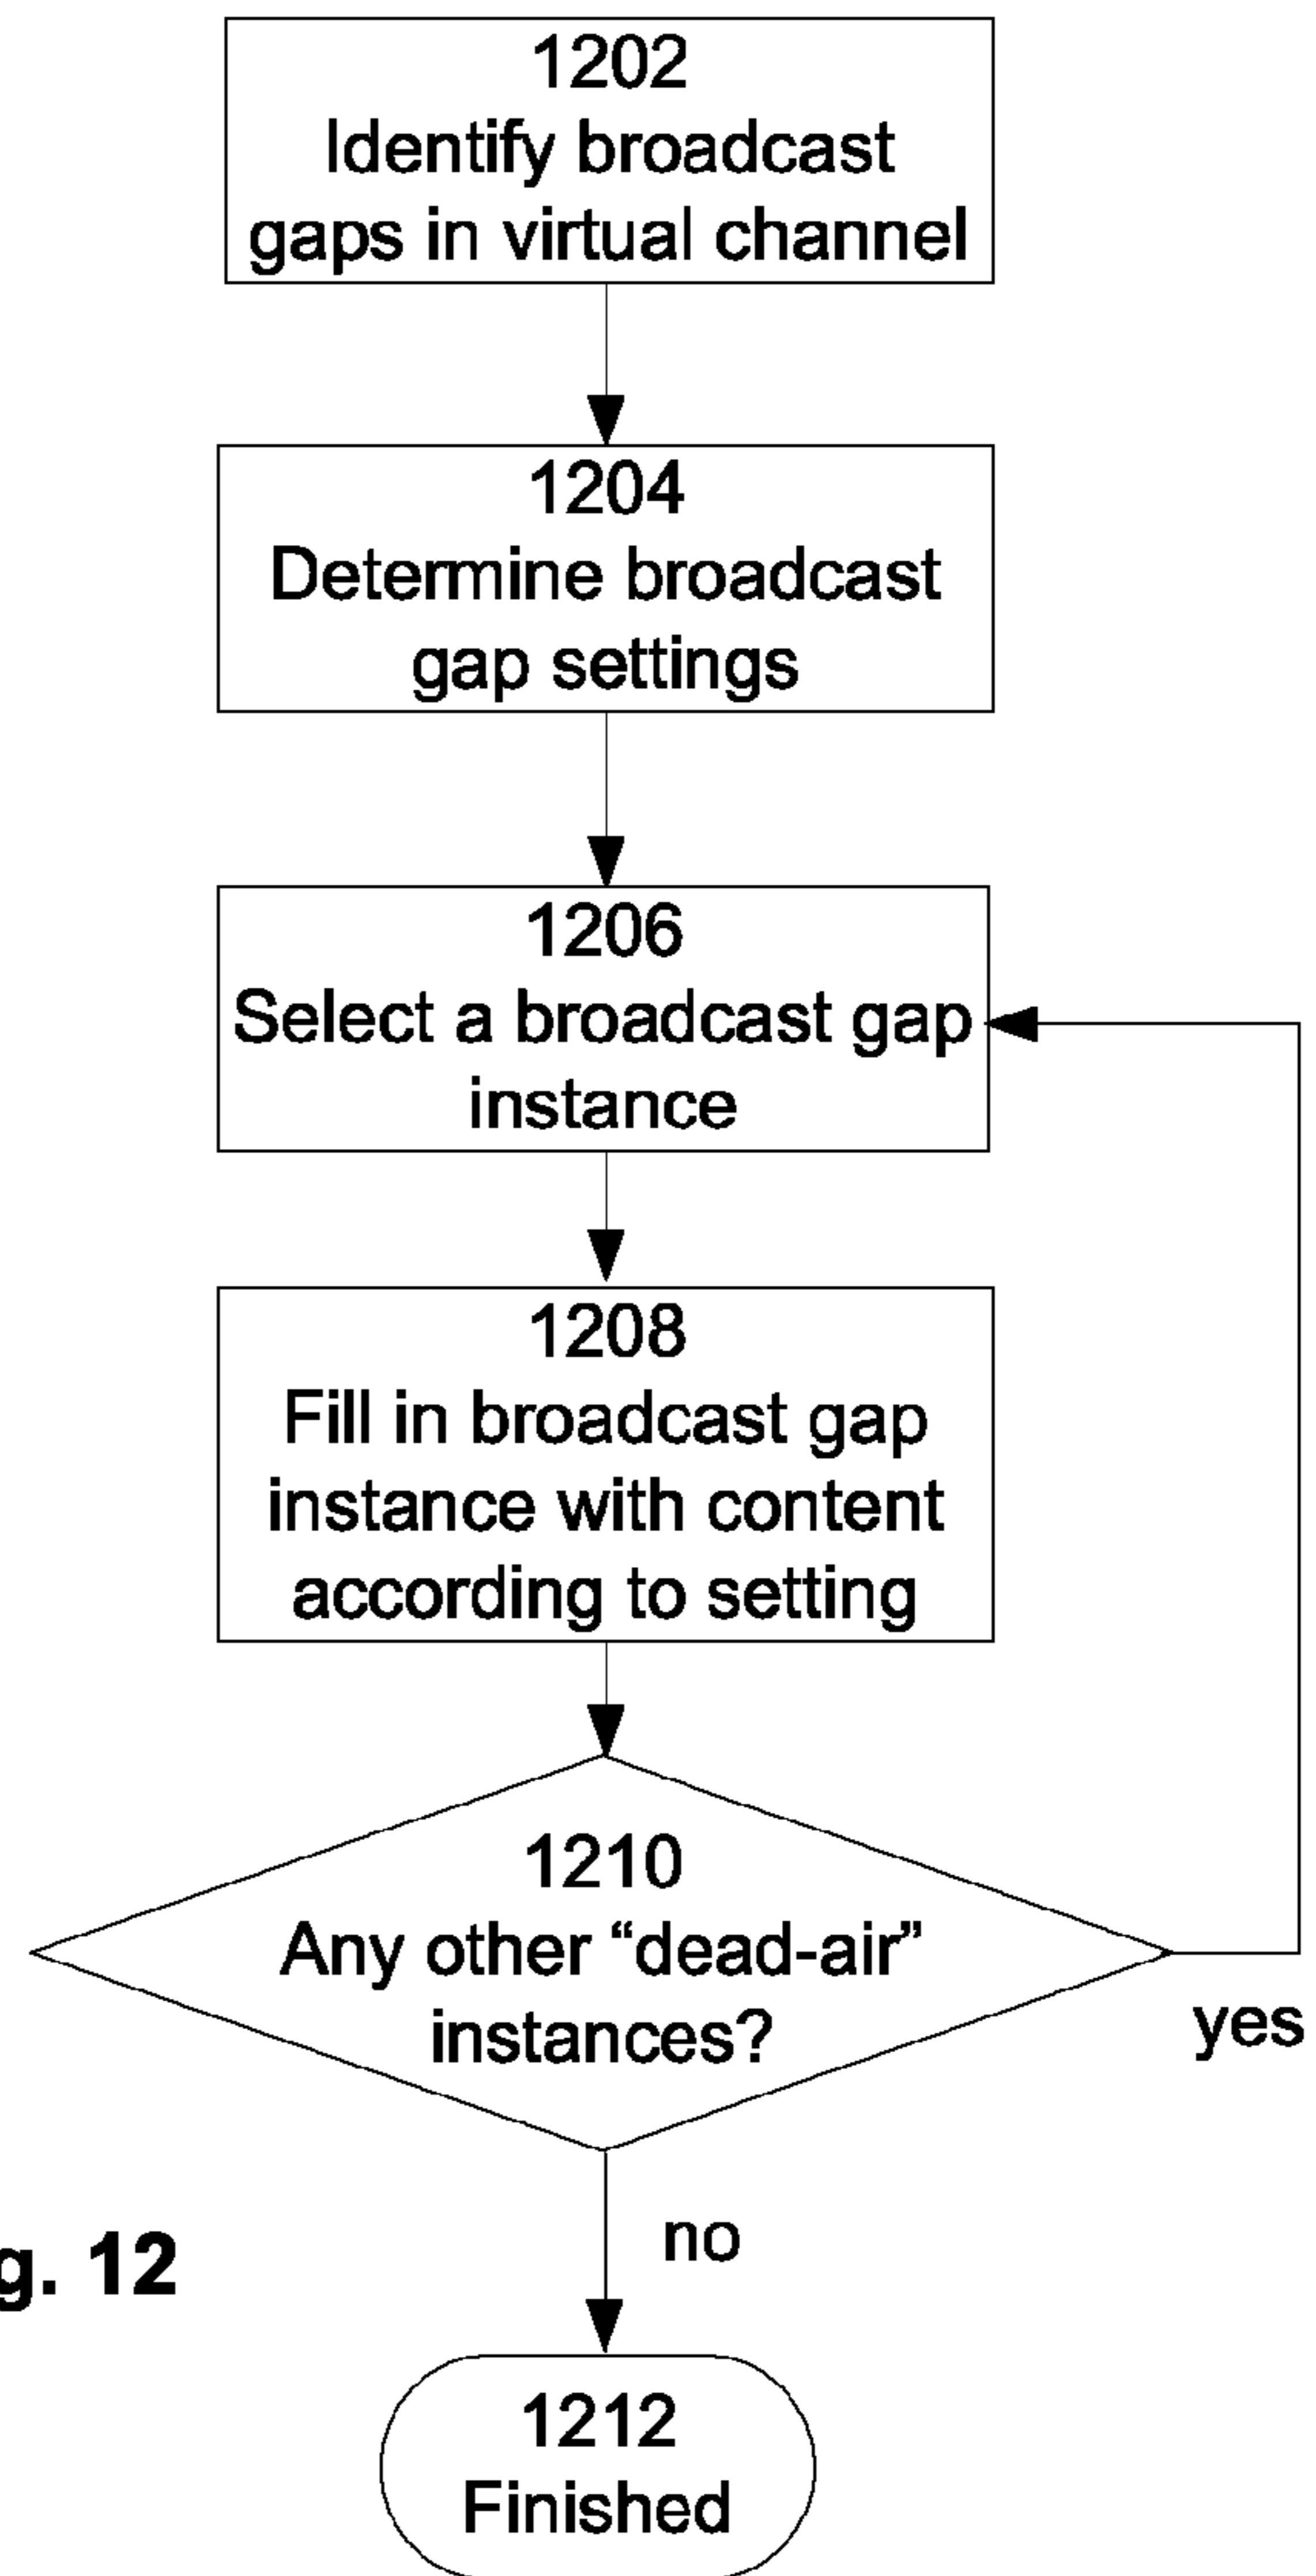 1202
Identify broadcast
gaps in virtual channel
1204
Determine broadcast
gap settings
1206
Select a broadcast gap
instance
1208
Fill in broadcast gap
instance with content
according to setting
1210
Any other “dead-air”
instances?
yes
no
g. 12
1212
Finished